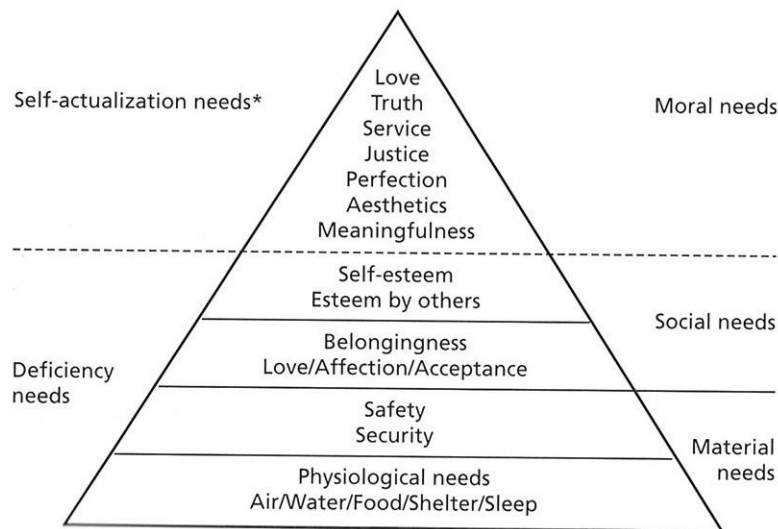 Love
Self-actualization needs*
Truth
Moral needs
Service
Justice
Perfection
Aesthetics
Meaningfulness
Self-esteem
Esteem by others
Social needs
Belongingness
Deficiency
needs
Love/Affection/Acceptance
Safety
Security
Material
needs
Physiological needs
Air/Water/Food/Shelter/Sleep